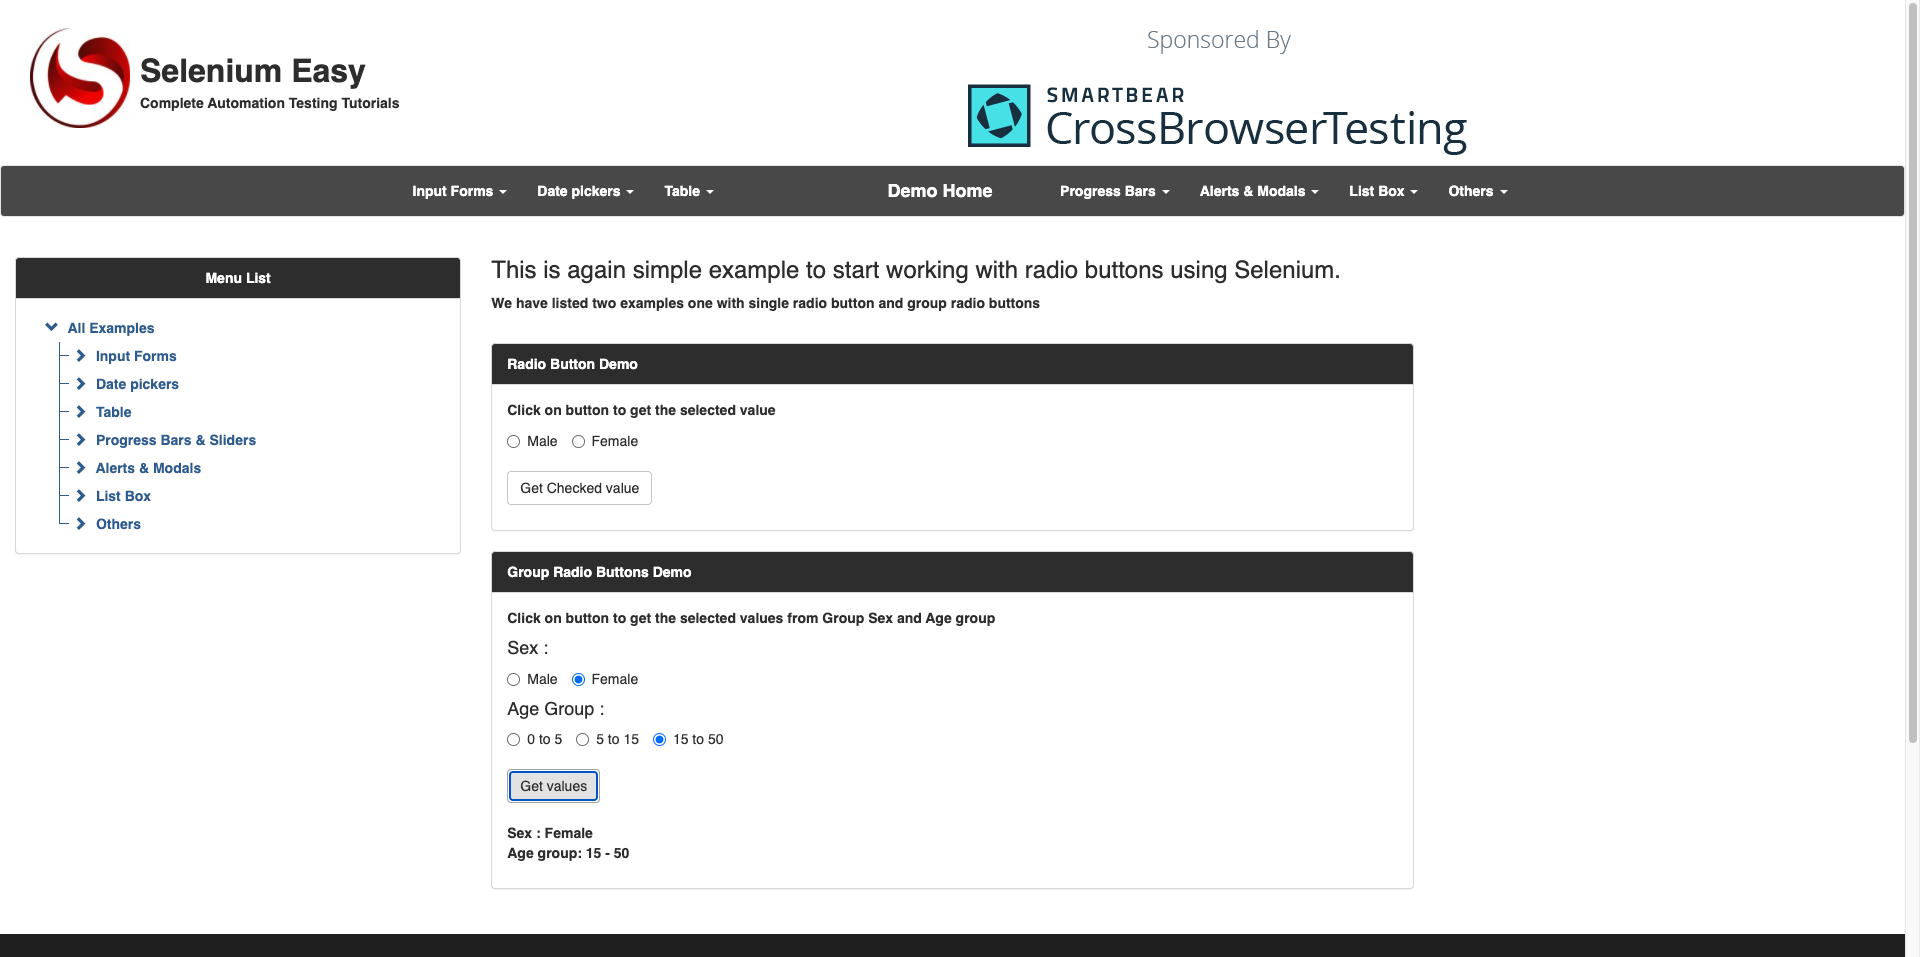 Selenium Easy
Complete Automation Testing Tutorials
Sponsored By
SMARTBEAR
CrossBrowserTesting
Input Forms Date pickers Table Demo Home Progress Bars Alerts & Modals List Box Others
Menu List
All Examples
Input Forms
Date pickers
Table
Progress Bars & Sliders
Alerts & Modals
List Box
Others
This is again simple example to start working with radio buttons using Selenium.
We have listed two examples one with single radio button and group radio buttons
Radio Button Demo
Click on button to get the selected value
Male Female
Get Checked value
Group Radio Buttons Demo
Click on button to get the selected values from Group Sex and Age group
Sex :
Male Female
Age Group :
0 to 5 5 to 15 15 to 50
Get values
Sex : Female
Age group: 15 - 50